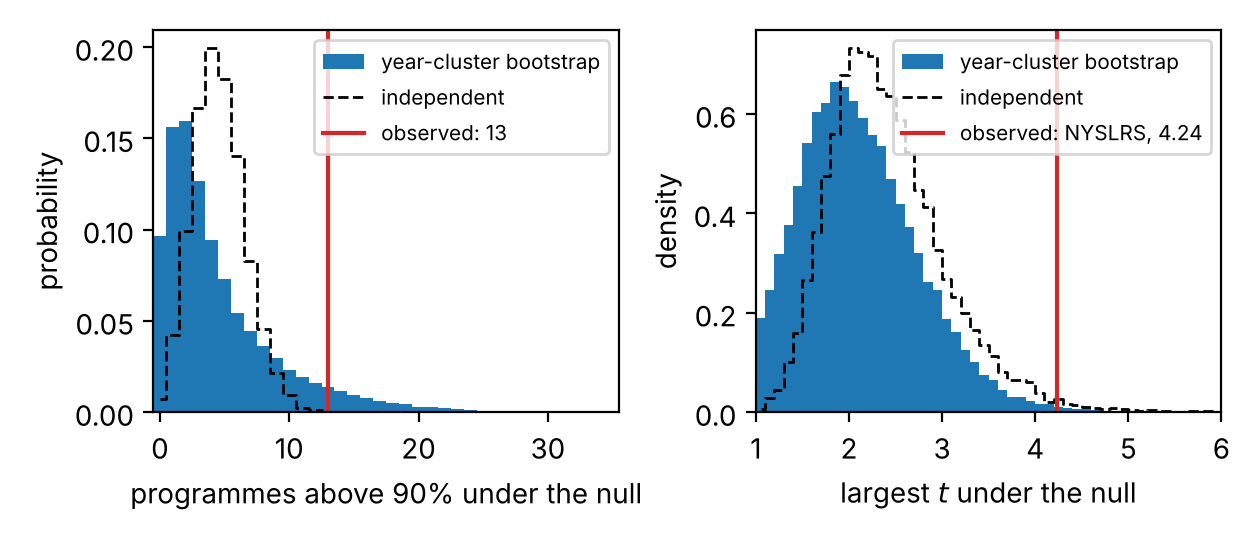 year-cluster bootstrap
independent
observed: 13
0.20
0.15
0.10
0.05
0.00
probability
0 10 20 30
programmes above 90% under the null
year-cluster bootstrap
independent
observed: NYSLRS, 4.24
0.6
0.4
0.2
0.0
density
1 2 3 4 5 6
largest t under the null